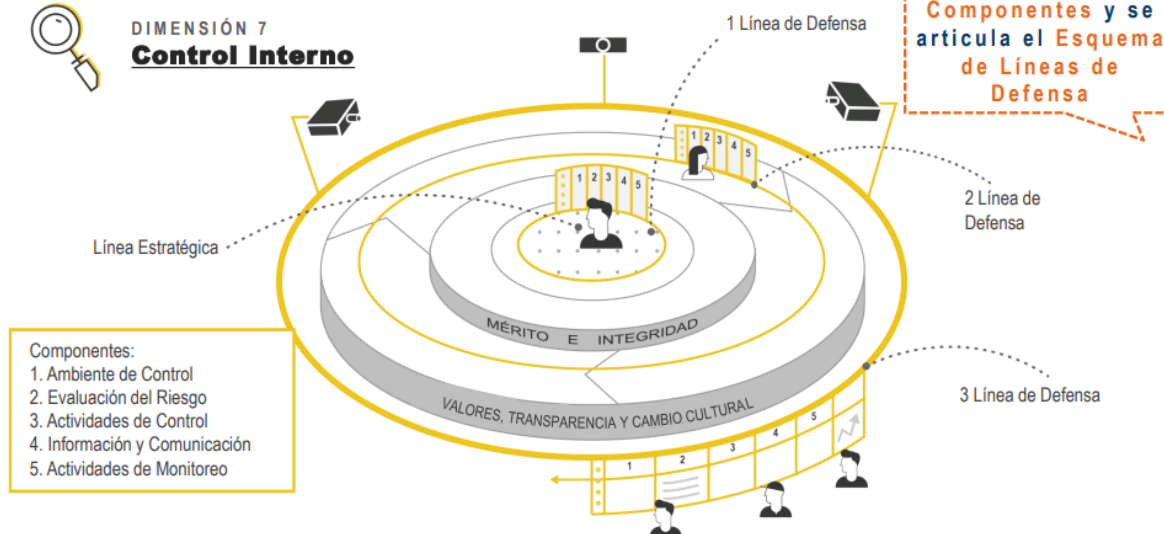 DIMENSIÓN 7
Control Interno
1 Línea de Defensa
Componentes y se
articula el Esquema
de Líneas de
Defensa
1 2 3 4 5
1 2 3 4 5
2 Línea de
Defensa
Línea Estratégica
MÉRITO E INTEGRIDAD
VALORES, TRANSPARENCIA Y CAMBIO CULTURAL
Componentes:
1. Ambiente de Control
2. Evaluación del Riesgo
3. Actividades de Control
4. Información y Comunicación
5. Actividades de Monitoreo
3 Línea de Defensa
1 2 3 4 5